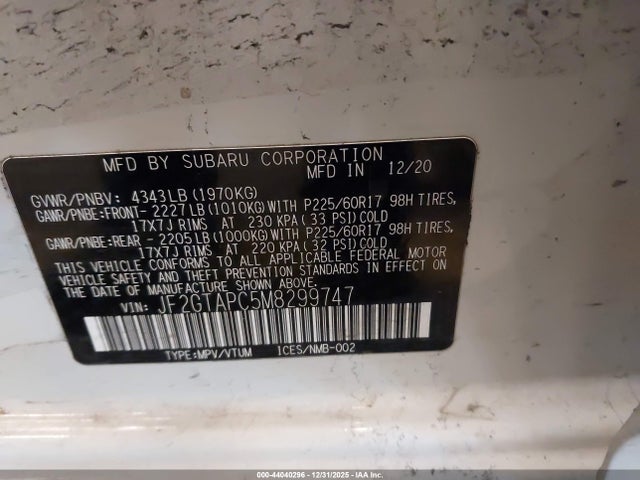 MFD BY SUBARU CORPORATION MFD IN 12/20
GVWR/PNBV: 4343LB(1970KG)
GAWR/PNBE:FRONT- 2227LB(1010KG)WITH P225/60R17 98H TIRES,
17X7J RIMS AT 230 KPA(33 PSI)COLD
GAWR/PNBE:REAR - 2205LB(1000KG)WITH P225/60R17 98H TIRES,
17X7J RIMS AT 220 KPA(32 PSI)COLD
THIS VEHICLE CONFORMS TO ALL APPLICABLE FEDERAL MOTOR
VEHICLE SAFETY STANDARDS IN EFFECT ON
THE DATE OF MANUFACTURE SHOWN ABOVE.
VIN: JF2GTAPC5M8299747
TYPE:MPV/VTUM ICES/NMB-002
000-44040296 - 12/31/2025 - IAA Inc.